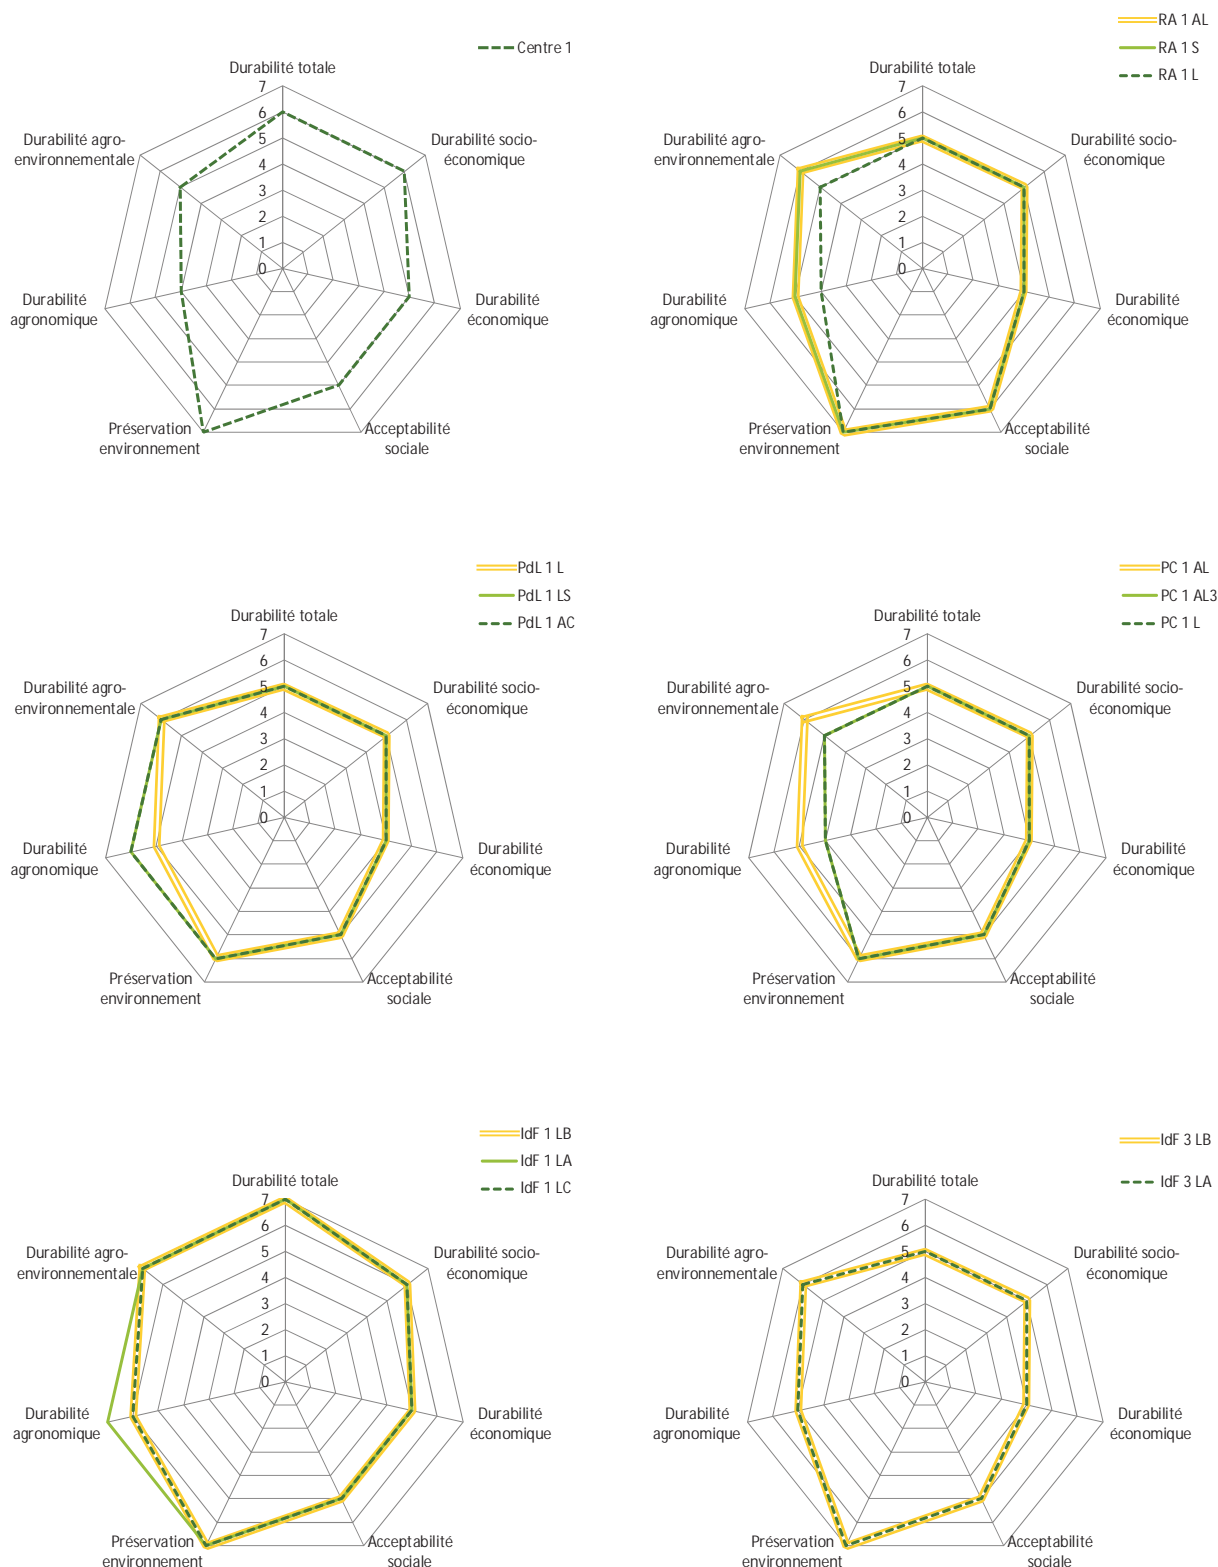 Centre 1
Durabilité totale
7
6
5
4
3
2
1
0
Durabilité socio-
économique
Durabilité
économique
Acceptabilité
sociale
Préservation
environnement
Durabilité
agronomique
Durabilité agro-
environnementale
RA 1 AL
RA 1 S
RA 1 L
Durabilité totale
7
6
5
4
3
2
1
0
Durabilité socio-
économique
Durabilité
économique
Acceptabilité
sociale
Préservation
environnement
Durabilité
agronomique
Durabilité agro-
environnementale
PdL 1 L
PdL 1 LS
PdL 1 AC
Durabilité totale
7
6
5
4
3
2
1
0
Durabilité socio-
économique
Durabilité
économique
Acceptabilité
sociale
Préservation
environnement
Durabilité
agronomique
Durabilité agro-
environnementale
PC 1 AL
PC 1 AL3
PC 1 L
Durabilité totale
7
6
5
4
3
2
1
0
Durabilité socio-
économique
Durabilité
économique
Acceptabilité
sociale
Préservation
environnement
Durabilité
agronomique
Durabilité agro-
environnementale
IdF 1 LB
IdF 1 LA
IdF 1 LC
Durabilité totale
7
6
5
4
3
2
1
0
Durabilité socio-
économique
Durabilité
économique
Acceptabilité
sociale
Préservation
environnement
Durabilité
agronomique
Durabilité agro-
environnementale
IdF 3 LB
IdF 3 LA
Durabilité totale
7
6
5
4
3
2
1
0
Durabilité socio-
économique
Durabilité
économique
Acceptabilité
sociale
Préservation
environnement
Durabilité
agronomique
Durabilité agro-
environnementale